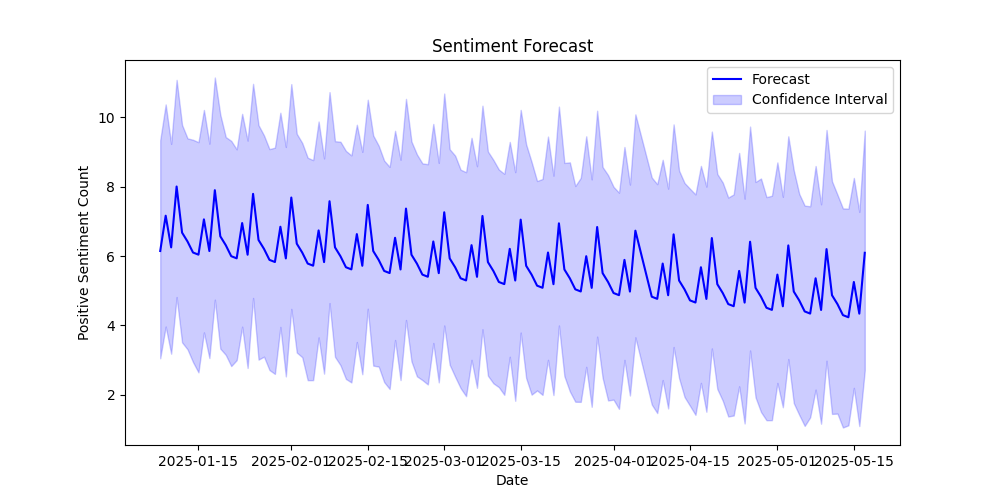 Sentiment Forecast
Forecast
Confidence Interval
Positive Sentiment Count
10
8
6
4
2
2025-01-15 2025-02-01 2025-02-15 2025-03-01 2025-03-15 2025-04-01 2025-04-15 2025-05-01 2025-05-15
Date